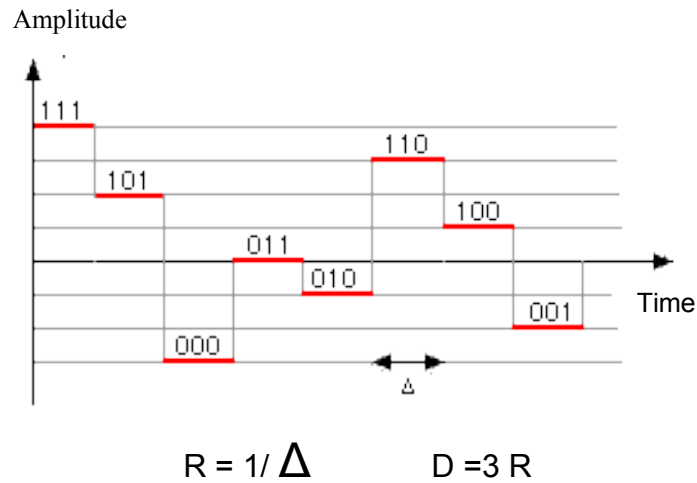 Amplitude
111
110
101
100
011
010
Time
001
000
Δ
R = 1/ Δ D =3 R